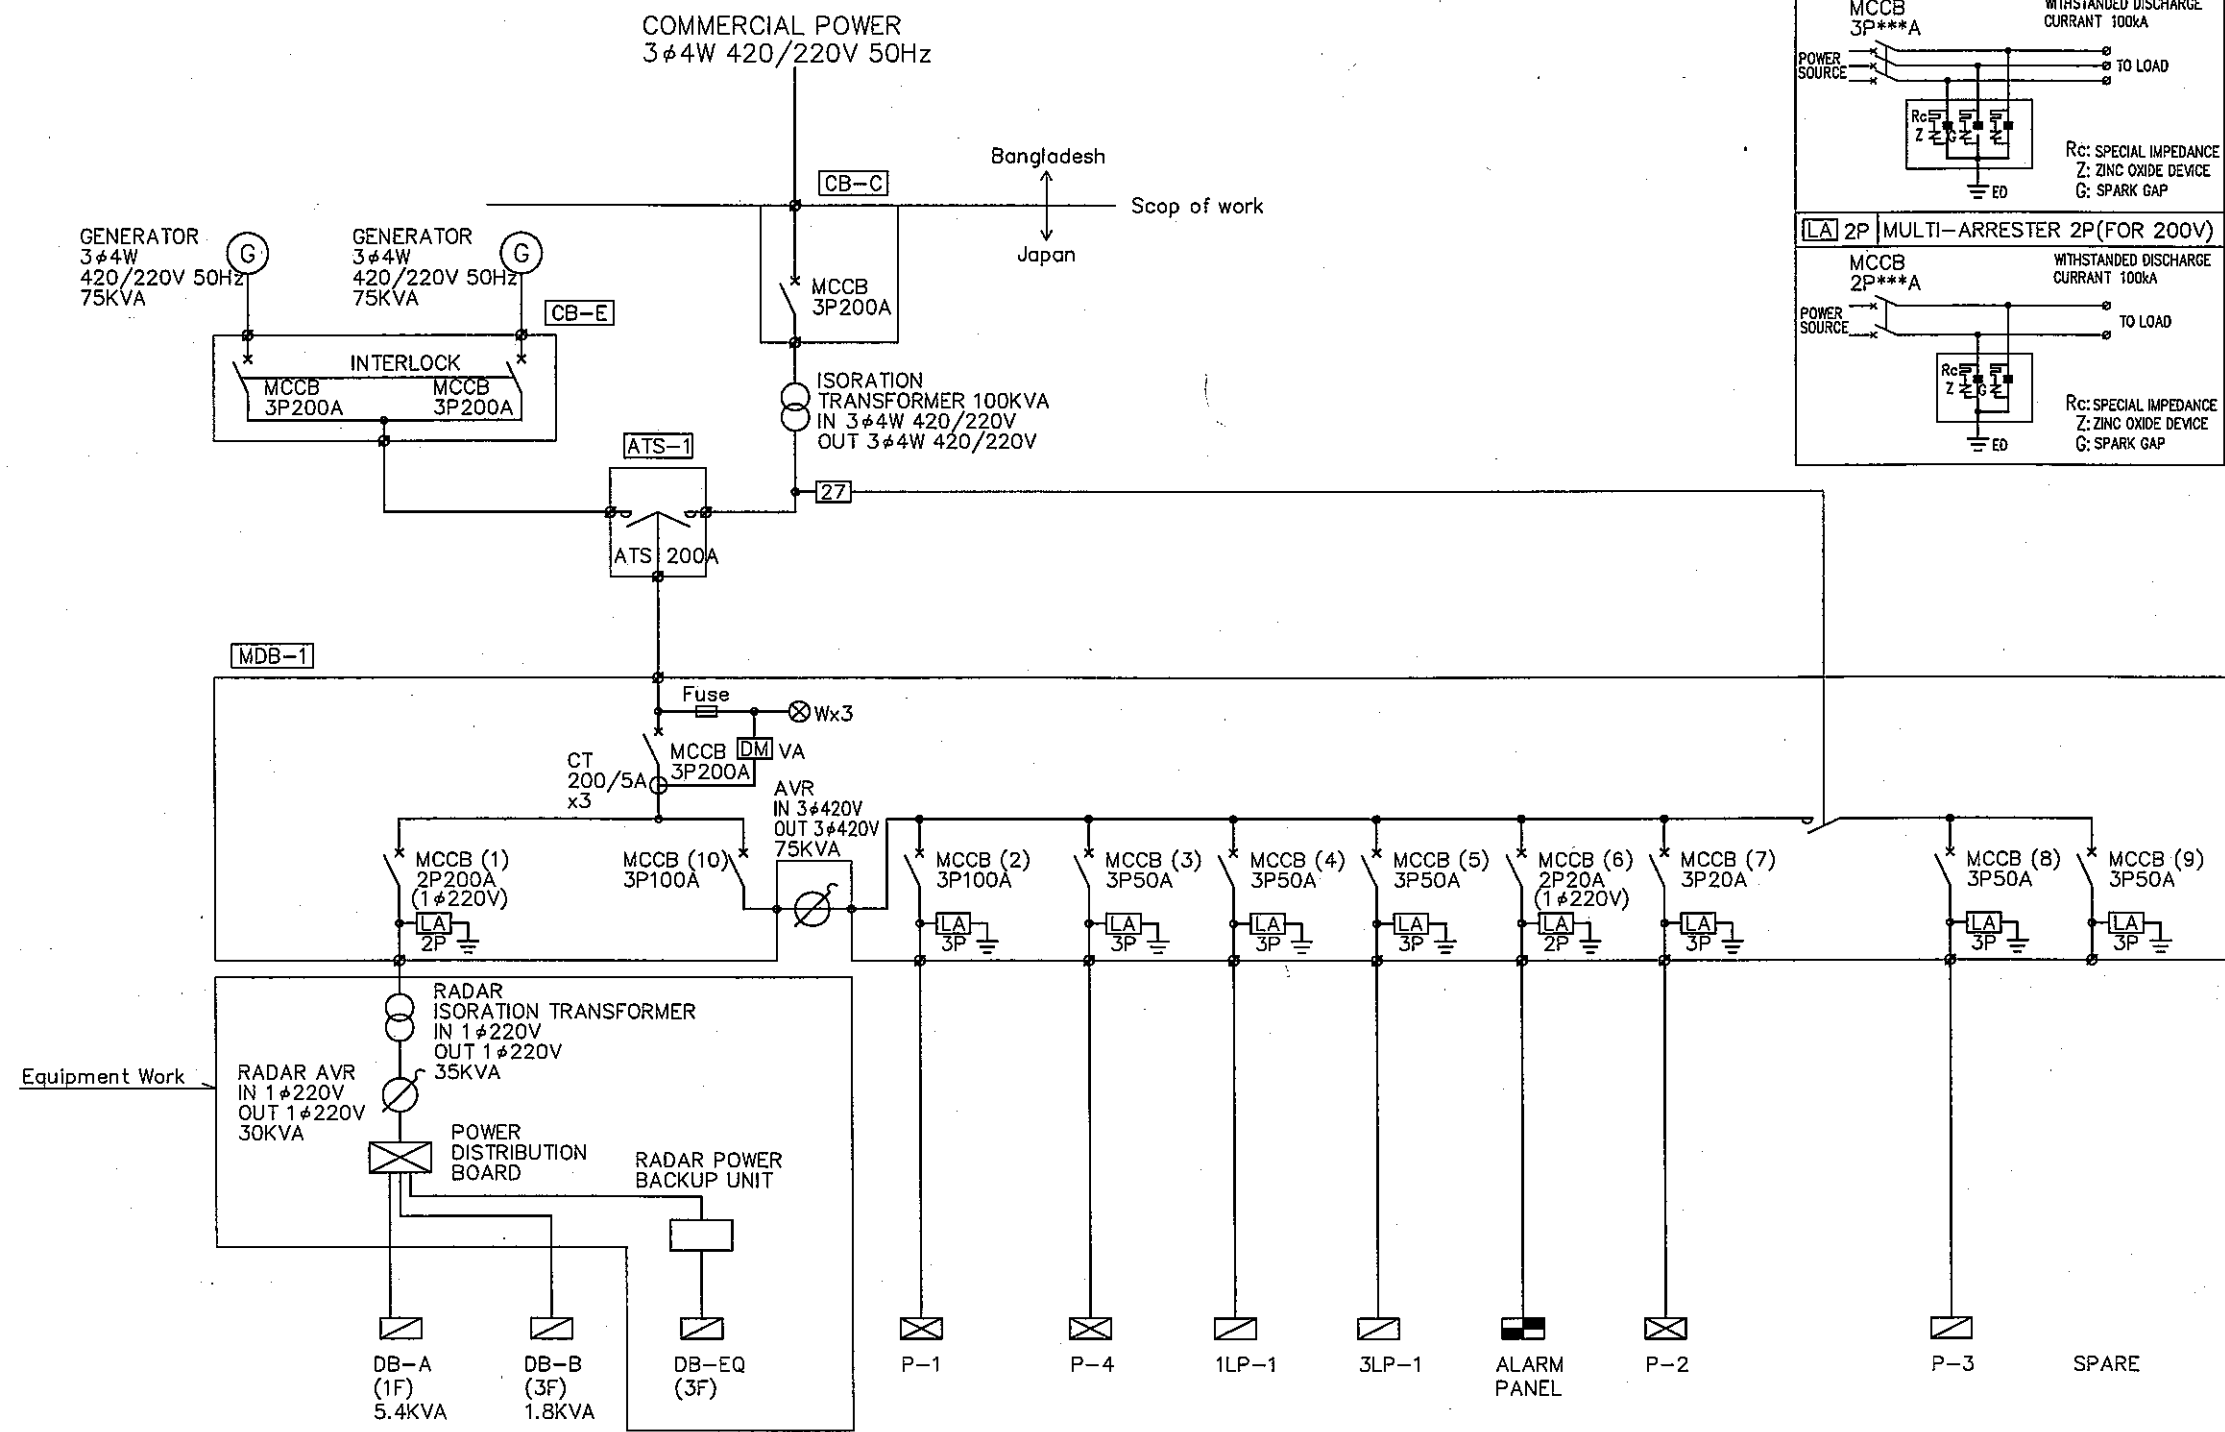 COMMERCIAL POWER
3φ4W 420/220V 50Hz
CB-C
Bangladesh
Scop of work
Japan
GENERATOR
3φ4W
420/220V 50Hz
75KVA
G
GENERATOR
3φ4W
420/220V 50Hz
75KVA
G
CB-E
INTERLOCK
MCCB
3P200A
MCCB
3P200A
MCCB
3P200A
ISORATION
TRANSFORMER 100KVA
IN 3φ4W 420/220V
OUT 3φ4W 420/220V
ATS-1
27
ATS 200A
MCCB
3P***A
WITHSTANDED DISCHARGE
CURRANT 100kA
POWER
SOURCE
TO LOAD
Rc
Z
G
ED
Rc: SPECIAL IMPEDANCE
Z: ZINC OXIDE DEVICE
G: SPARK GAP
LA 2P MULTI-ARRESTER 2P(FOR 200V)
MCCB
2P***A
WITHSTANDED DISCHARGE
CURRANT 100kA
POWER
SOURCE
TO LOAD
Rc
Z
G
ED
Rc: SPECIAL IMPEDANCE
Z: ZINC OXIDE DEVICE
G: SPARK GAP
MDB-1
Fuse
Wx3
MCCB
3P200A
DM VA
CT
200/5A
x3
AVR
IN 3φ420V
OUT 3φ420V
75KVA
MCCB (1)
2P200A
(1φ220V)
LA
2P
MCCB (10)
3P100A
MCCB (2)
3P100A
LA
3P
MCCB (3)
3P50A
LA
3P
MCCB (4)
3P50A
LA
3P
MCCB (5)
3P50A
LA
3P
MCCB (6)
2P20A
(1φ220V)
LA
2P
MCCB (7)
3P20A
LA
3P
MCCB (8)
3P50A
LA
3P
MCCB (9)
3P50A
LA
3P
RADAR
ISORATION TRANSFORMER
IN 1φ220V
OUT 1φ220V
35KVA
Equipment Work
RADAR AVR
IN 1φ220V
OUT 1φ220V
30KVA
POWER
DISTRIBUTION
BOARD
RADAR POWER
BACKUP UNIT
DB-A
(1F)
5.4KVA
DB-B
(3F)
1.8KVA
DB-EQ
(3F)
P-1
P-4
1LP-1
3LP-1
ALARM
PANEL
P-2
P-3
SPARE